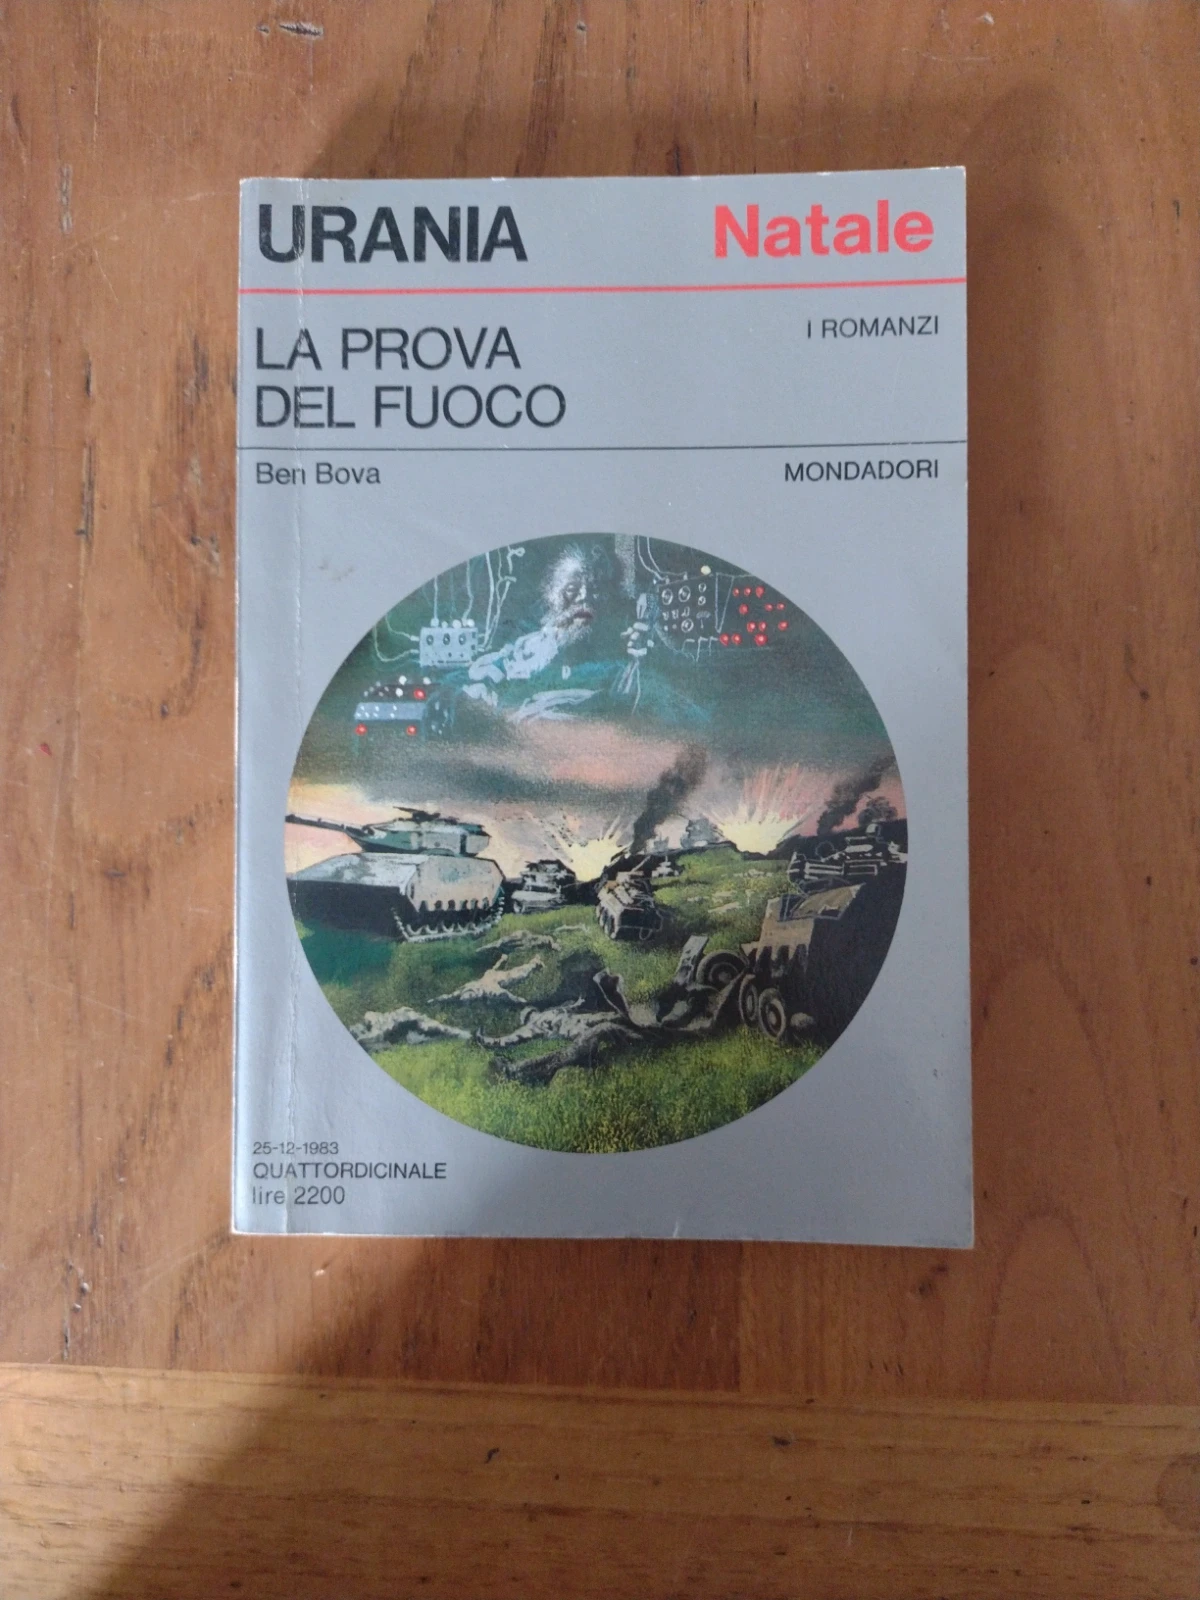 URANIA Natale
LA PROVA
DEL FUOCO
I ROMANZI
Ben Bova
MONDADORI
25-12-1983
QUATTORDICINALE
lire 2200